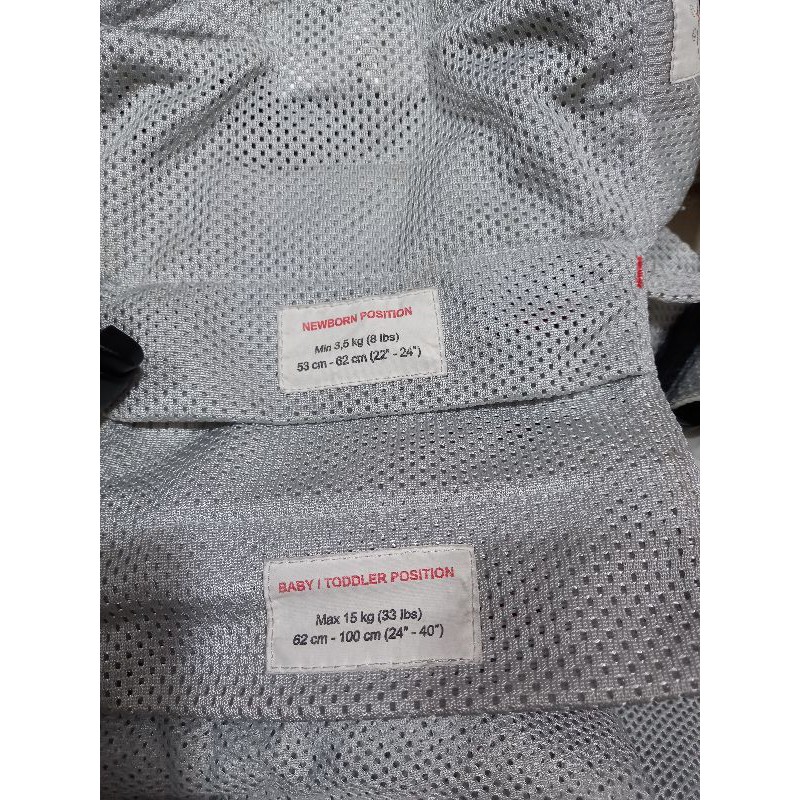 NEWBORN POSITION
Min 3,5 kg (8 lbs)
53 cm - 62 cm (22" - 24")
BABY / TODDLER POSITION
Max 15 kg (33 lbs)
62 cm - 100 cm (24" - 40")